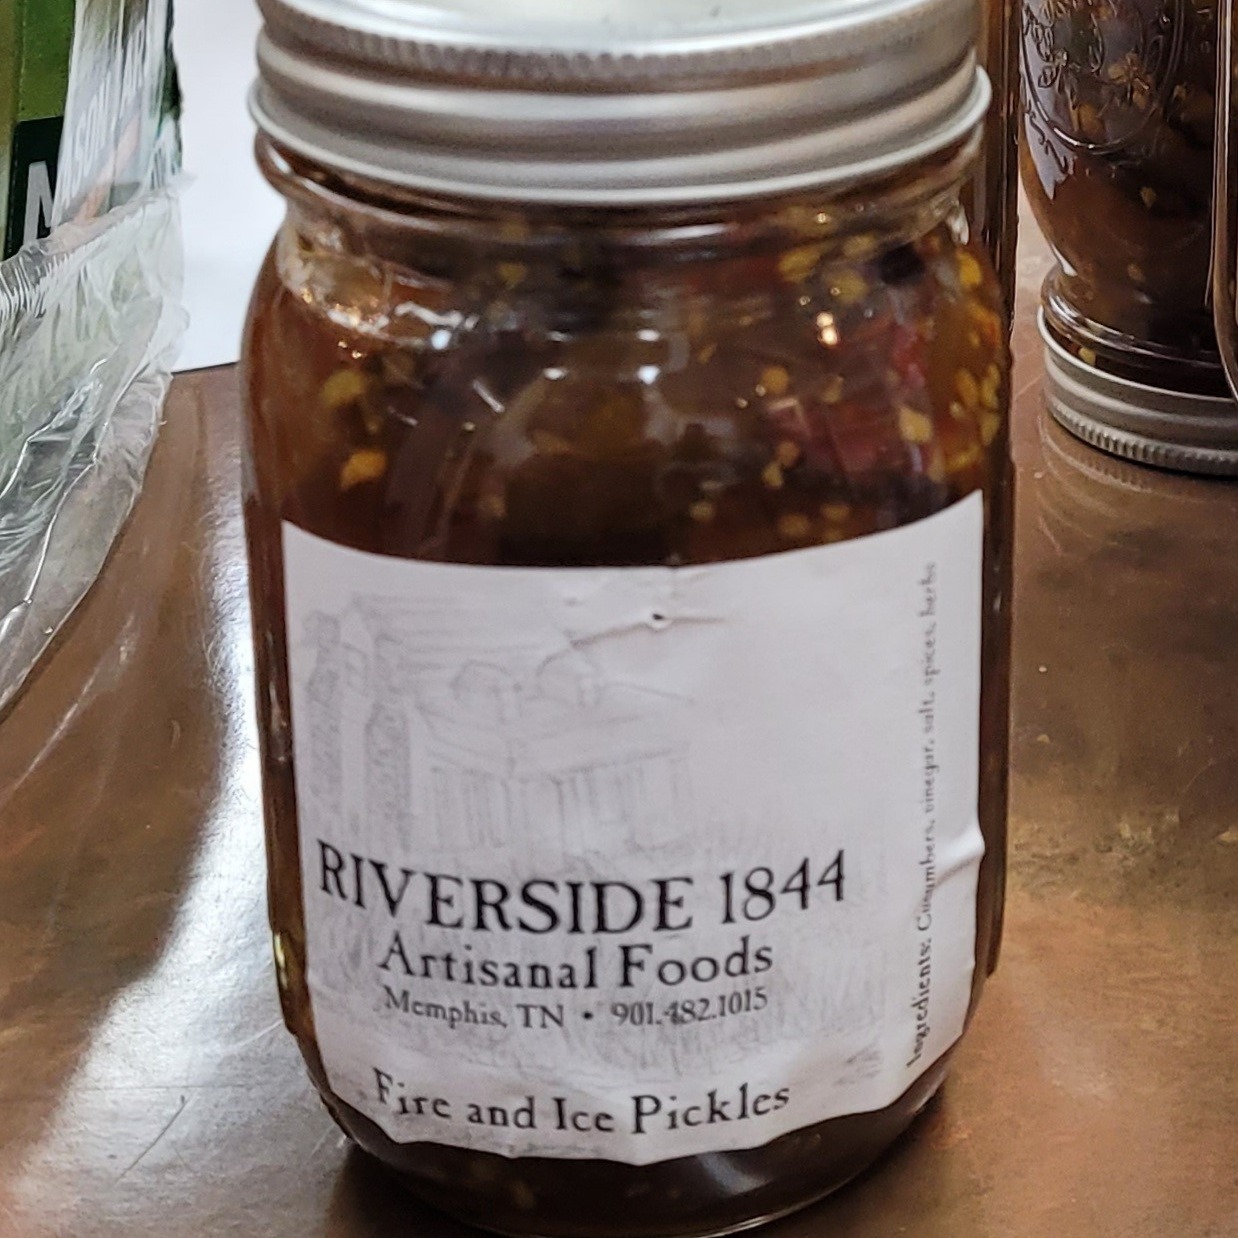 RIVERSIDE 1844
Artisanal Foods
Memphis, TN • 901.482.1015
Fire and Ice Pickles
Ingredients: Cucumbers, vinegar, salt, spices, herbs